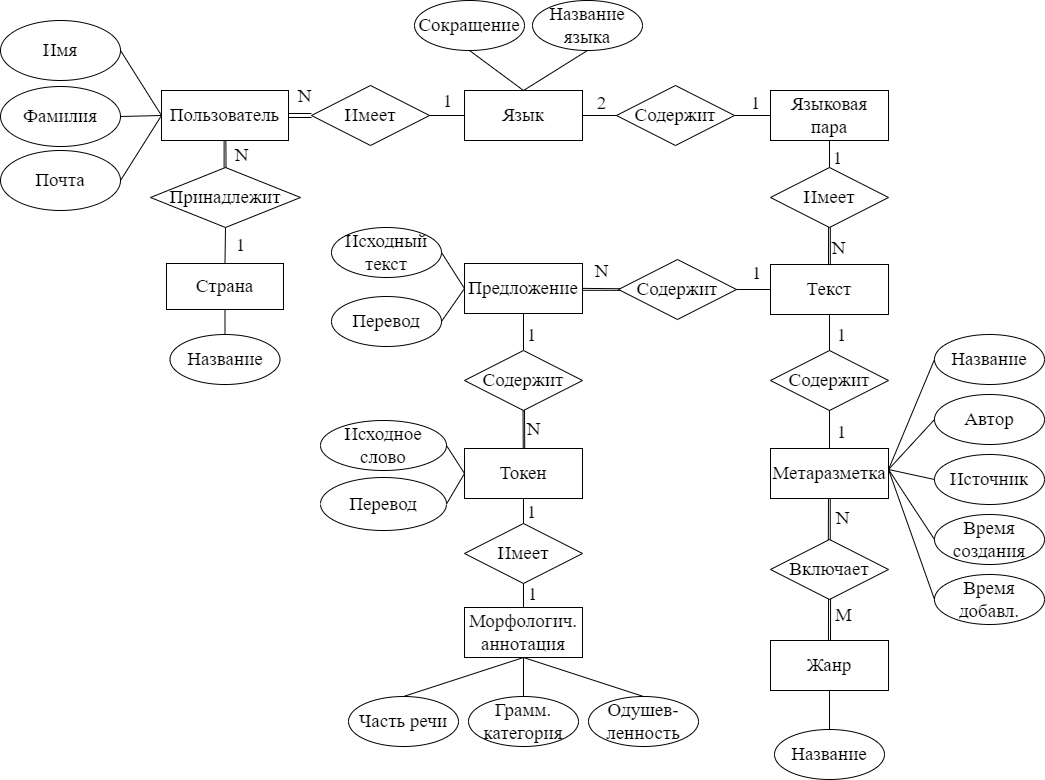 Сокращение
Название
языка
Имя
Фамилия
Почта
Пользователь
N
Имеет
1
Язык
2
Содержит
1
Языковая
пара
N
Принадлежит
1
Страна
Название
1
Имеет
N
Исходный
текст
Перевод
Предложение
N
Содержит
1
Текст
1
Содержит
N
1
Содержит
1
Исходное
слово
Перевод
Токен
Метаразметка
Название
Автор
Источник
Время
создания
Время
добавл.
1
Имеет
1
N
Включает
M
Морфологич.
аннотация
Жанр
Часть речи
Грамм.
категория
Одушев-
ленность
Название